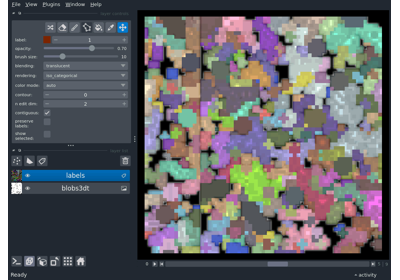 File View Plugins Window Help
label: 1
opacity: 0.70
brush size: 10
blending: translucent
rendering: iso_categorical
color mode: auto
contour: 0
n edit dim: 2
contiguous:
preserve
labels:
show
selected:
labels
blobs3dt
Ready
activity